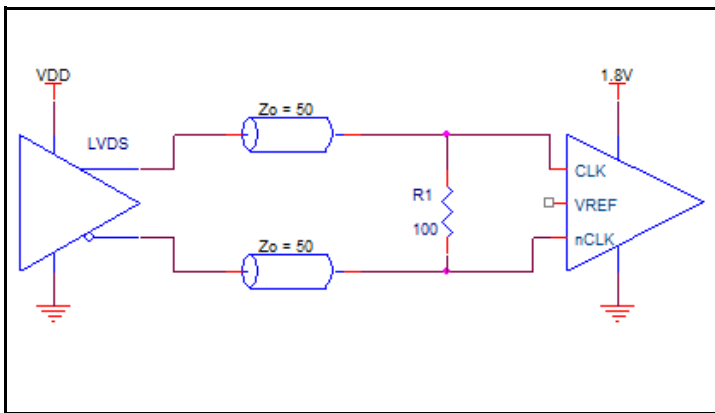 VDD
1.8V
Zo = 50
LVDS
CLK
R1
VREF
100
nCLK
Zo = 50